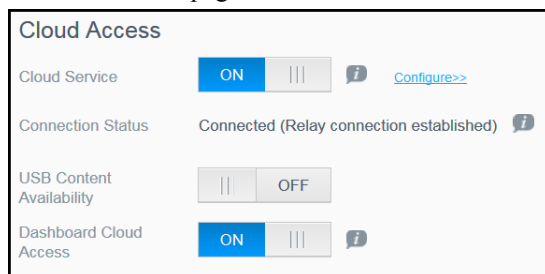 Cloud Access
Cloud Service ON Configure>>
Connection Status Connected (Relay connection established)
USB Content
Availability OFF
Dashboard Cloud
Access ON